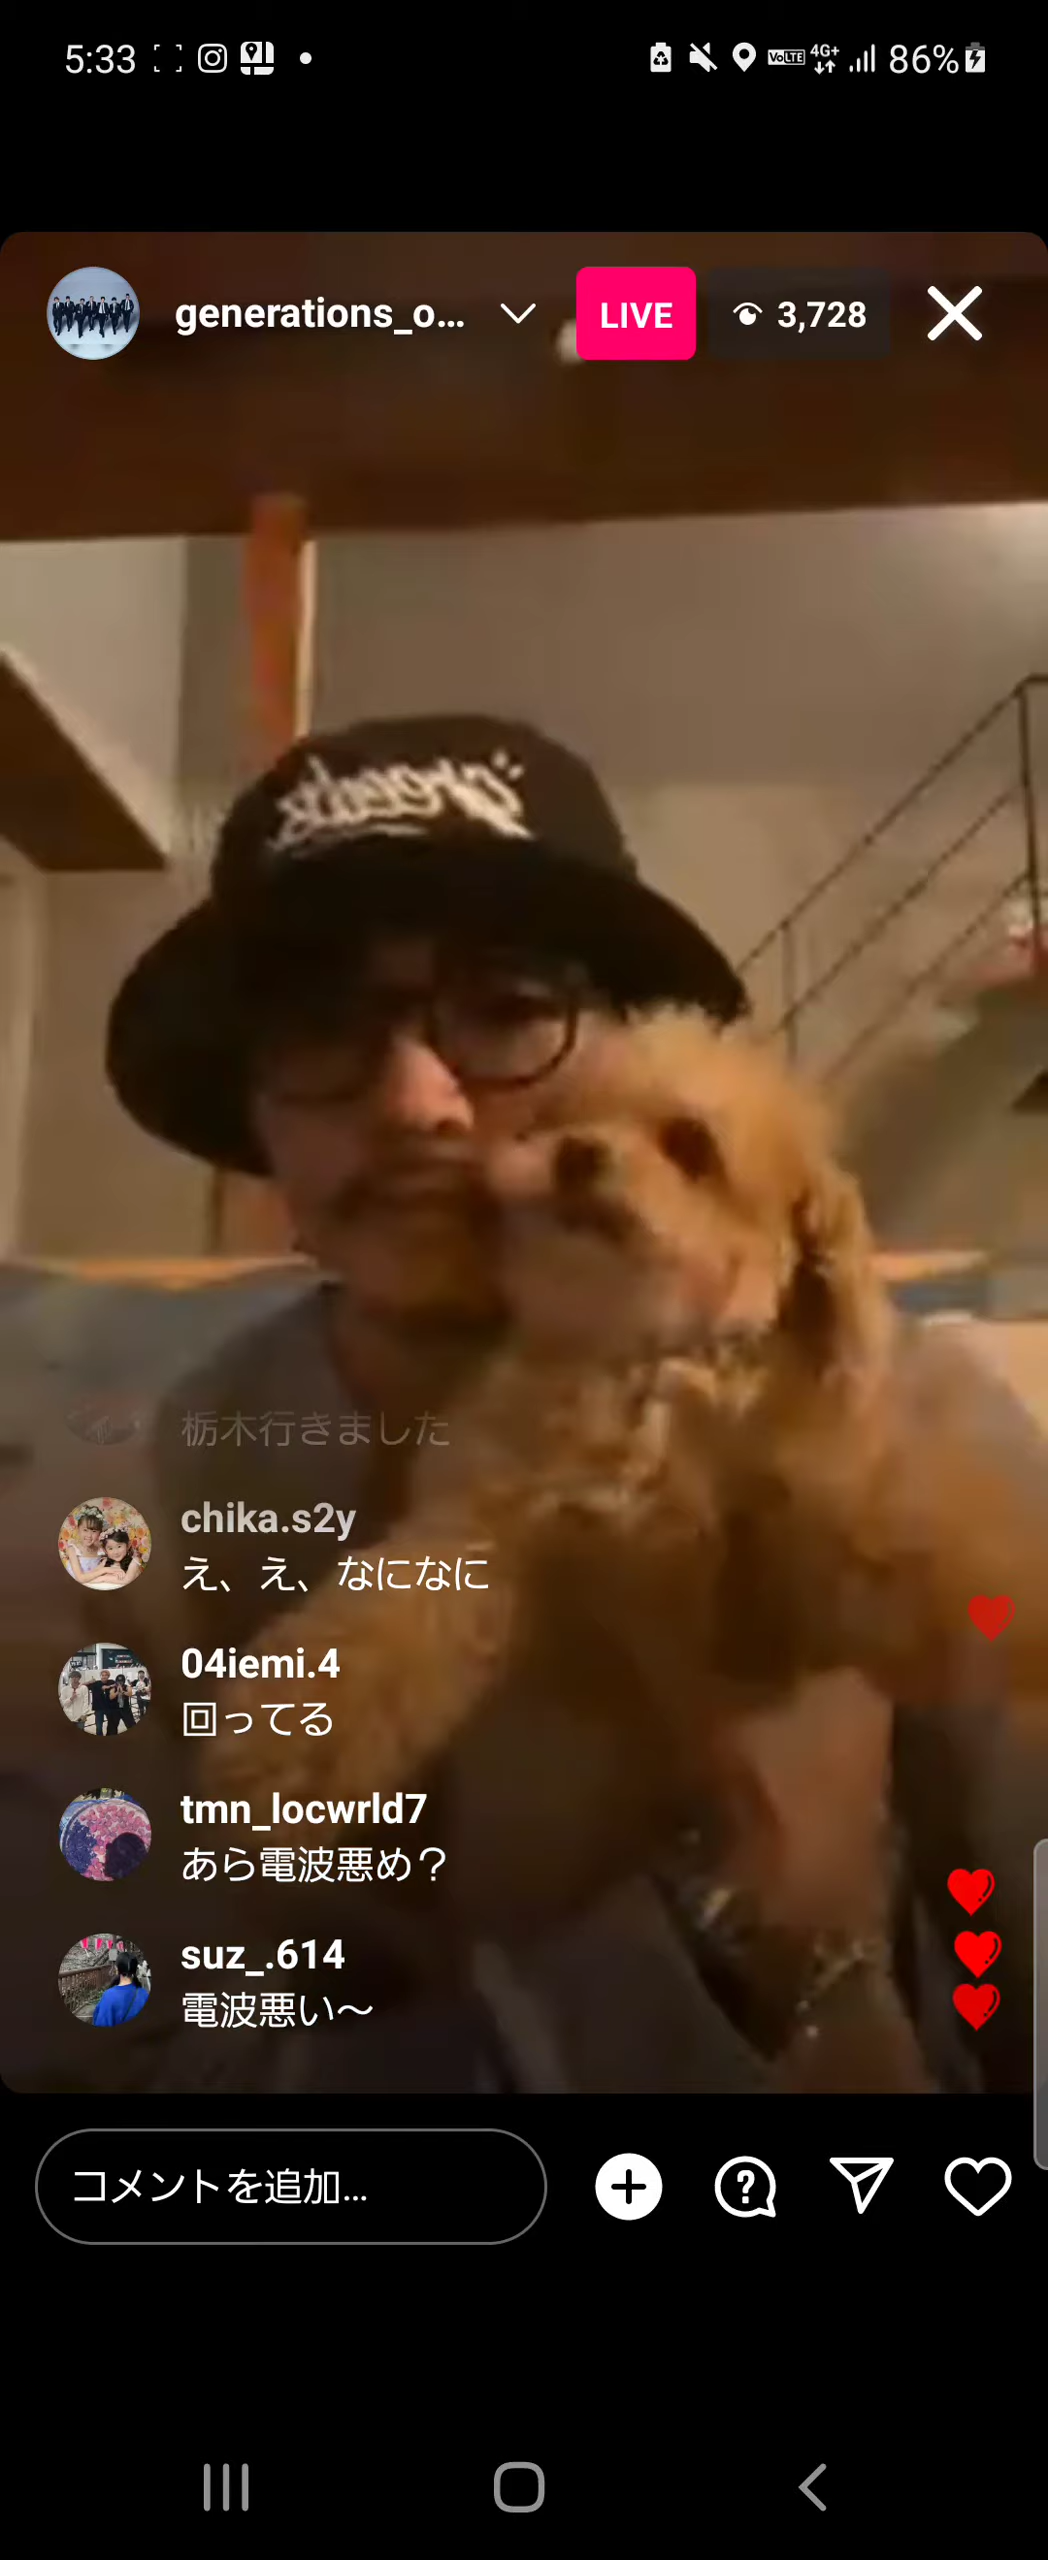 5:33
VoLTE 4G+ 86%
generations_o...
LIVE
3,728
栃木行きました
chika.s2y
え、え、なになに
04iemi.4
回ってる
tmn_locwrld7
あら電波悪め？
suz_.614
電波悪い〜
コメントを追加...